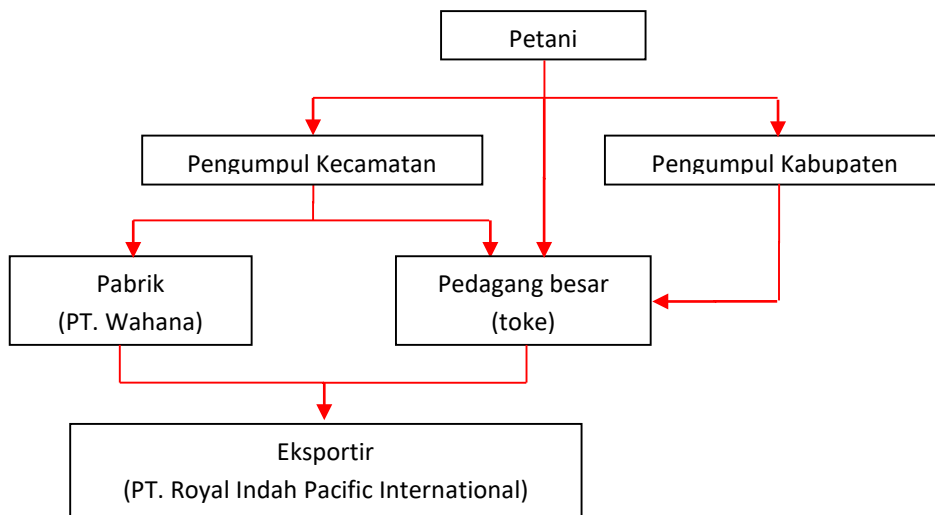 Petani
Pengumpul Kecamatan
Pengumpul Kabupaten
Pabrik
(PT. Wahana)
Pedagang besar
(toke)
Eksportir
(PT. Royal Indah Pacific International)